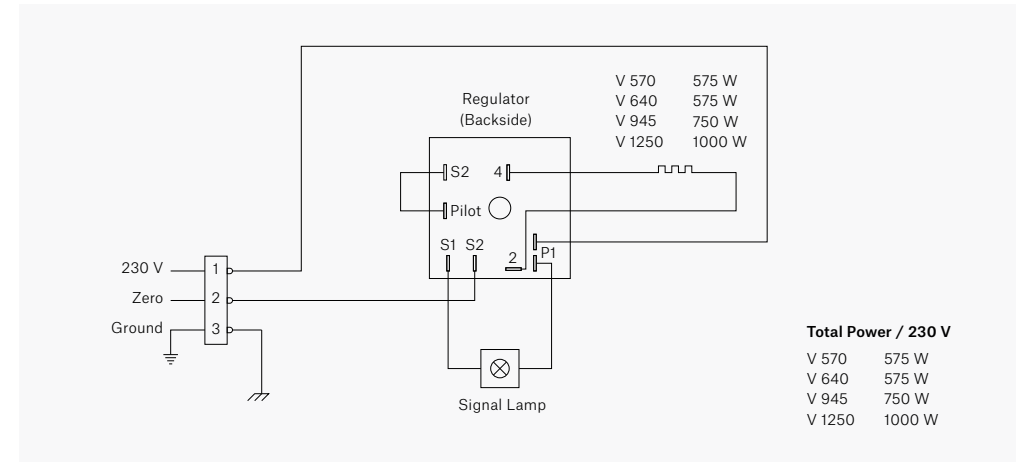 Regulator
(Backside)
V 570 575 W
V 640 575 W
V 945 750 W
V 1250 1000 W
S2 4
Pilot
S1 S2
2 P1
230 V 1
Zero 2
Ground 3
Signal Lamp
Total Power / 230 V
V 570 575 W
V 640 575 W
V 945 750 W
V 1250 1000 W